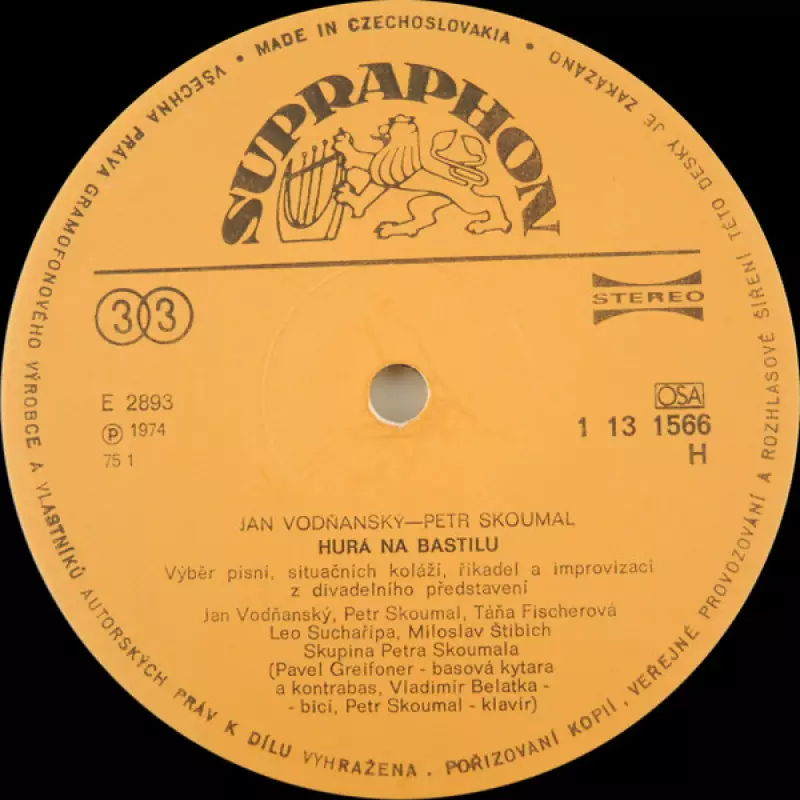 • MADE IN CZECHOSLOVAKIA •
VŠECHNA PRÁVA GRAMOFONOVÉHO VÝROBCE A VLASTNÍKŮ AUTORSKÝCH PRÁV K DÍLU VYHRAŽENA . POŘIZOVÁNÍ KOPIÍ, VEŘEJNÉ PROVOZOVÁNÍ A ROZHLASOVÉ ŠÍŘENÍ TÉTO DESKY JE ZAKÁZÁNO
SUPRAPHON
33
STEREO
E 2893
℗ 1974
75 1
OSA
1 13 1566
H
JAN VODŇANSKÝ—PETR SKOUMAL
HURÁ NA BASTILU
Výběr písní, situačních koláží, říkadel a improvizací
z divadelního představení
Jan Vodňanský, Petr Skoumal, Táňa Fischerová
Leo Suchařípa, Miloslav Štibich
Skupina Petra Skoumala
(Pavel Greifoner - basová kytara
a kontrabas, Vladimír Belatka -
- bicí, Petr Skoumal - klavír)